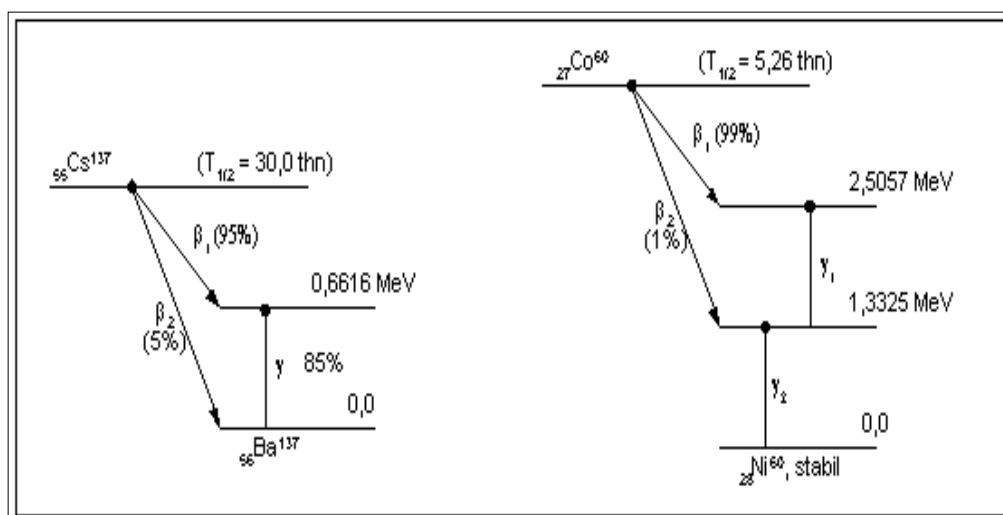 ₅₅Cs¹³⁷ (T₁/₂ = 30,0 thn)
β₁ (95%)
0,6616 MeV
β₂
(5%)
γ 85%
0,0
₅₆Ba¹³⁷
₂₇Co⁶⁰ (T₁/₂ = 5,26 thn)
β₁ (99%)
2,5057 MeV
β₂
(1%)
γ₁
1,3325 MeV
γ₂
0,0
₂₈Ni⁶⁰, stabil